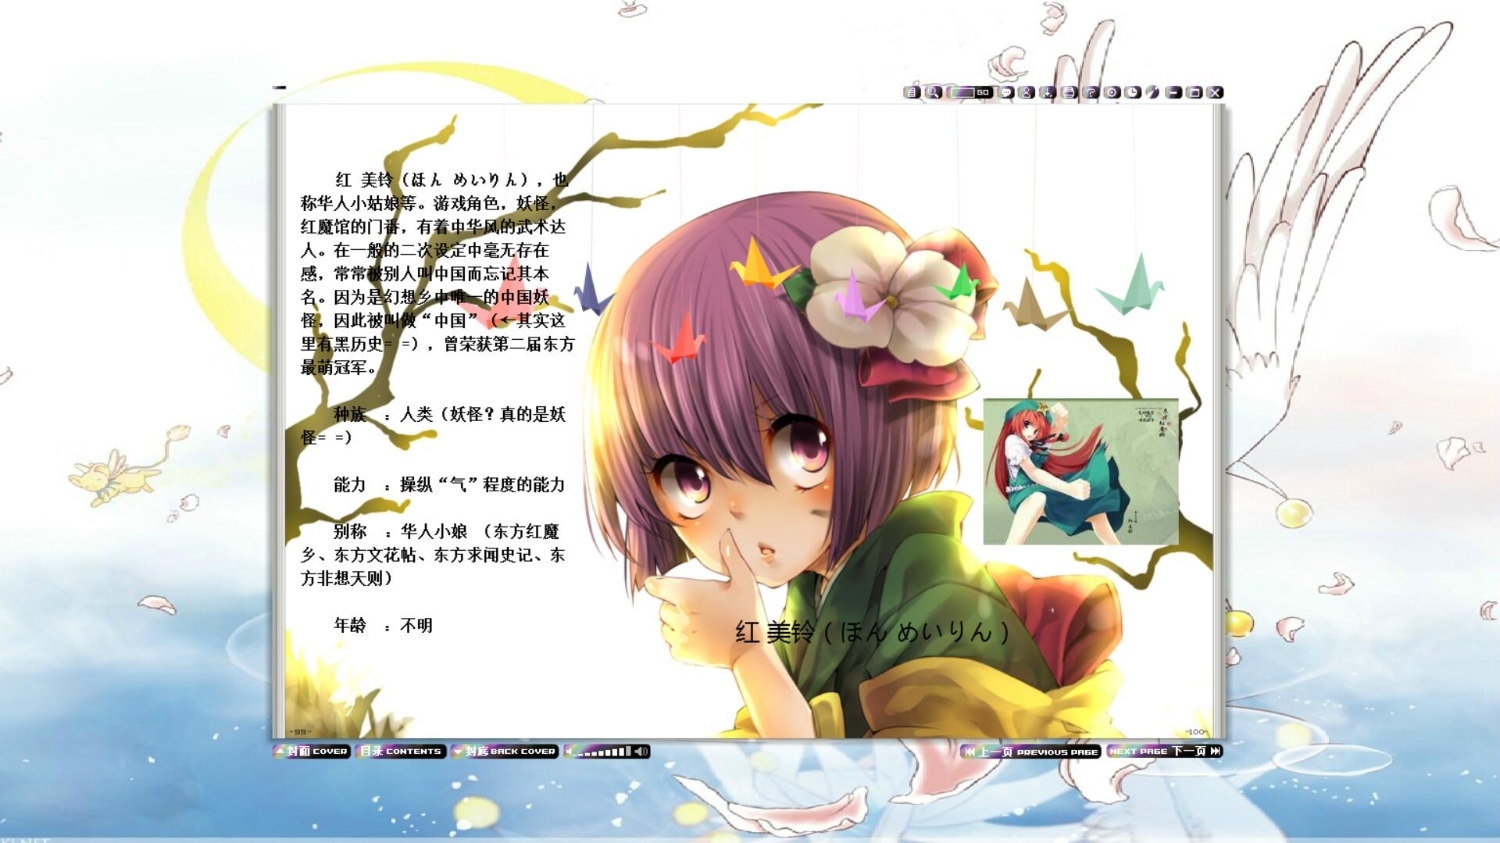 GO
红 美铃（ほん めいりん），也
称华人小姑娘等。游戏角色，妖怪，
红魔馆的门番，有着中华风的武术达
人。在一般的二次设定中毫无存在
感，常常被别人叫中国而忘记其本
名。因为是幻想乡中唯一的中国妖
怪，因此被叫做“中国”（←其实这
里有黑历史= =），曾荣获第二届东方
最萌冠军。
种族 ：人类（妖怪？真的是妖
怪= =）
能力 ：操纵“气”程度的能力
别称 ：华人小娘 （东方红魔
乡、东方文花帖、东方求闻史记、东
方非想天则）
年龄 ：不明
红 美铃（ほん めいりん）
-99-
-100-
封面 COVER
目录 CONTENTS
封底 BACK COVER
上一页 PREVIOUS PAGE
NEXT PAGE 下一页